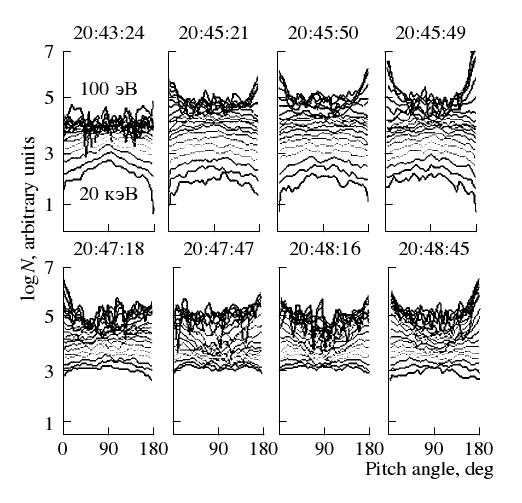 20:43:24 20:45:21 20:45:50 20:45:49
7
100 эВ
5
3
20 кэВ
1
log N, arbitrary units
20:47:18 20:47:47 20:48:16 20:48:45
7
5
3
1
0 90 180 90 180 90 180 90 180
Pitch angle, deg